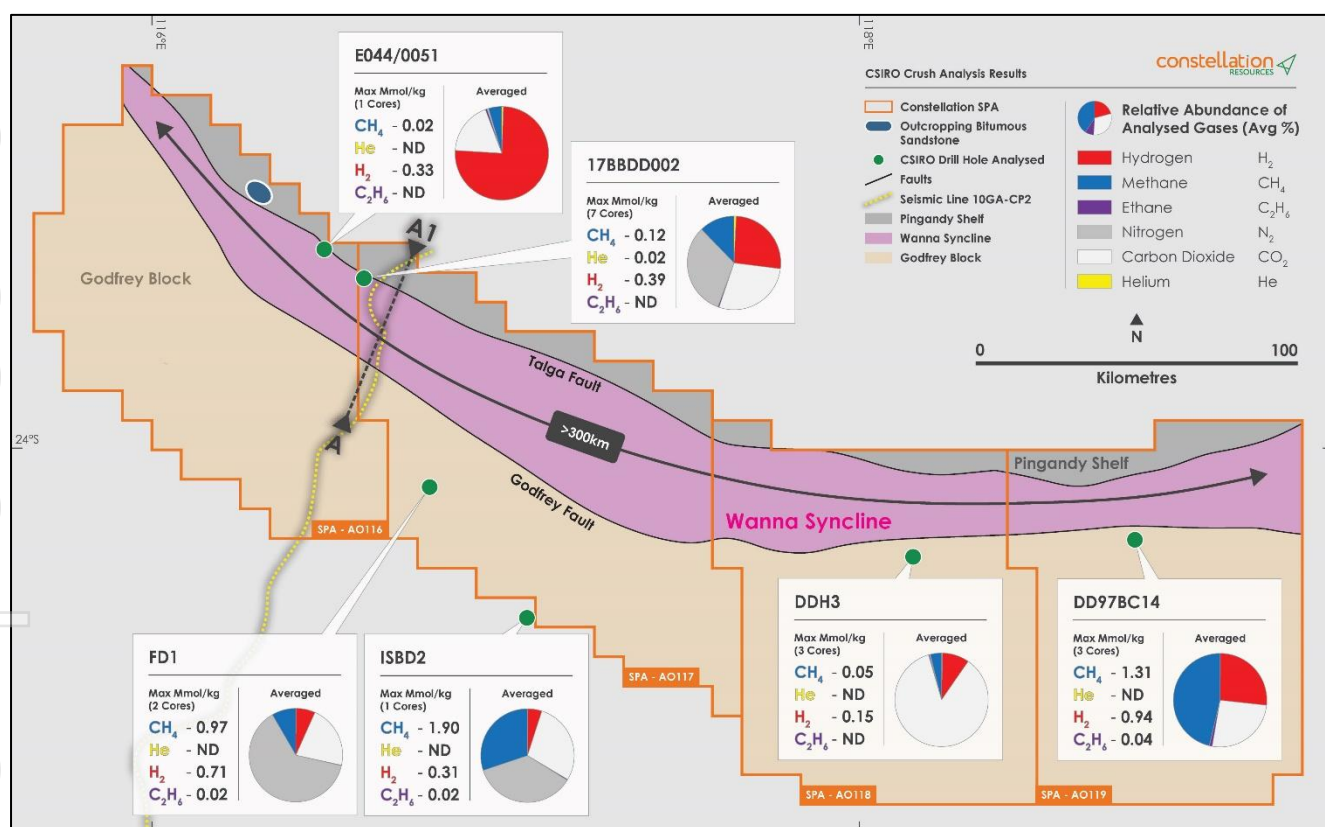 116°E
118°E
24°S
E044/0051
Max Mmol/kg
(1 Cores)
Averaged
CH₄ - 0.02
He - ND
H₂ - 0.33
C₂H₆ - ND
17BBDD002
Max Mmol/kg
(7 Cores)
Averaged
CH₄ - 0.12
He - 0.02
H₂ - 0.39
C₂H₆ - ND
constellation
RESOURCES
CSIRO Crush Analysis Results
Constellation SPA
Outcropping Bitumous
Sandstone
CSIRO Drill Hole Analysed
Faults
Seismic Line 10GA-CP2
Pingandy Shelf
Wanna Syncline
Godfrey Block
Relative Abundance of
Analysed Gases (Avg %)
Hydrogen H₂
Methane CH₄
Ethane C₂H₆
Nitrogen N₂
Carbon Dioxide CO₂
Helium He
N
0 100
Kilometres
Godfrey Block
A1
A
Talga Fault
>300km
Godfrey Fault
Pingandy Shelf
Wanna Syncline
SPA - AO116
SPA - AO117
SPA - AO118
SPA - AO119
FD1
Max Mmol/kg
(2 Cores)
Averaged
CH₄ - 0.97
He - ND
H₂ - 0.71
C₂H₆ - 0.02
ISBD2
Max Mmol/kg
(1 Cores)
Averaged
CH₄ - 1.90
He - ND
H₂ - 0.31
C₂H₆ - 0.02
DDH3
Max Mmol/kg
(3 Cores)
Averaged
CH₄ - 0.05
He - ND
H₂ - 0.15
C₂H₆ - ND
DD97BC14
Max Mmol/kg
(3 Cores)
Averaged
CH₄ - 1.31
He - ND
H₂ - 0.94
C₂H₆ - 0.04